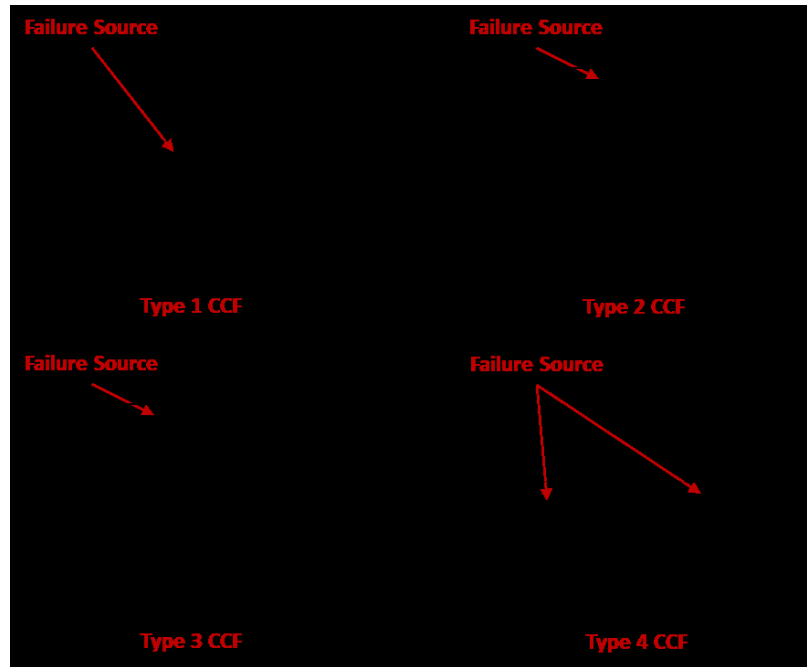 Failure Source
Failure Source
Type 1 CCF
Type 2 CCF
Failure Source
Failure Source
Type 3 CCF
Type 4 CCF